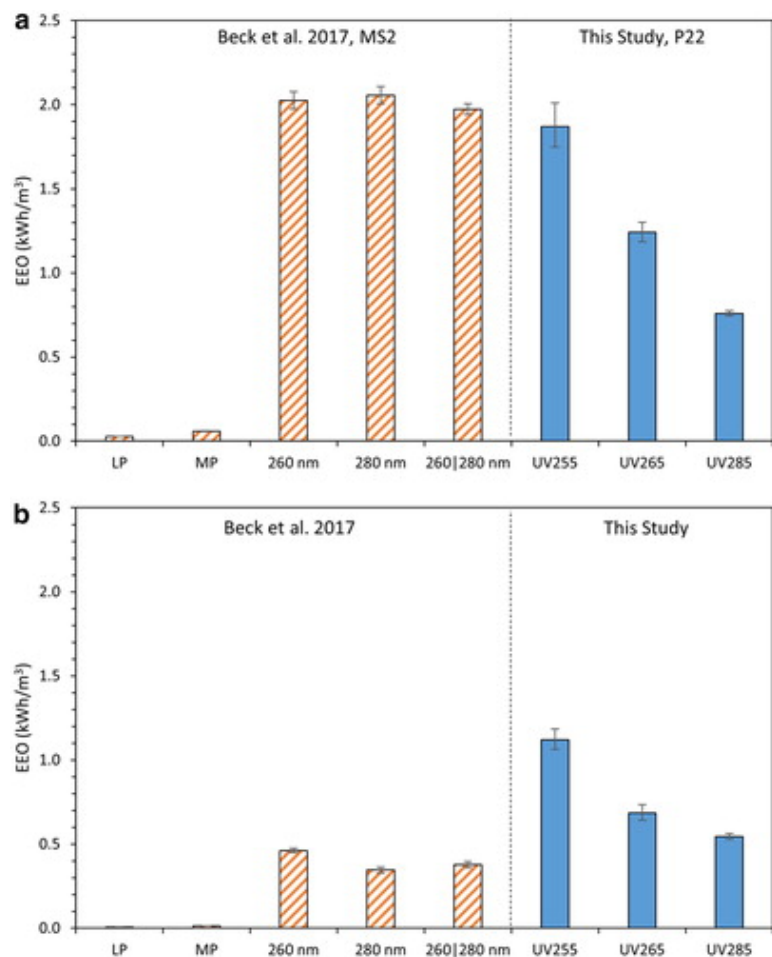 a
Beck et al. 2017, MS2
This Study, P22
2.5
2.0
1.5
1.0
0.5
0.0
EEO (kWh/m³)
LP MP 260 nm 280 nm 260|280 nm UV255 UV265 UV285
b
Beck et al. 2017
This Study
2.5
2.0
1.5
1.0
0.5
0.0
EEO (kWh/m³)
LP MP 260 nm 280 nm 260|280 nm UV255 UV265 UV285